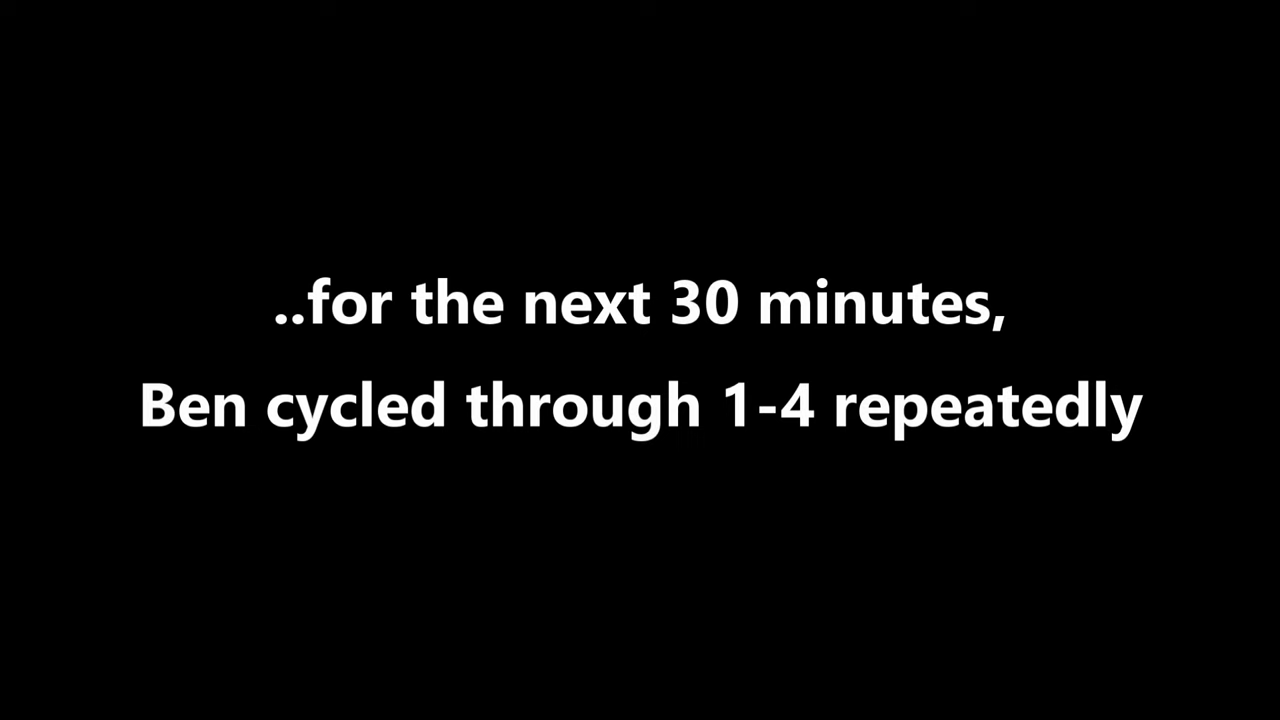 ..for the next 30 minutes,
Ben cycled through 1-4 repeatedly